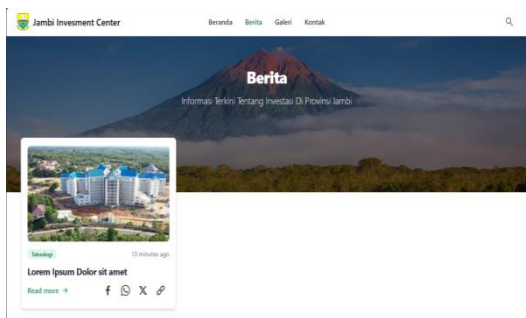 Jambi Invesment Center
Beranda Berita Galeri Kontak
Berita
Informasi Terkini Tentang Investasi Di Provinsi Jambi
Teknologi 13 minutes ago
Lorem Ipsum Dolor sit amet
Read more →